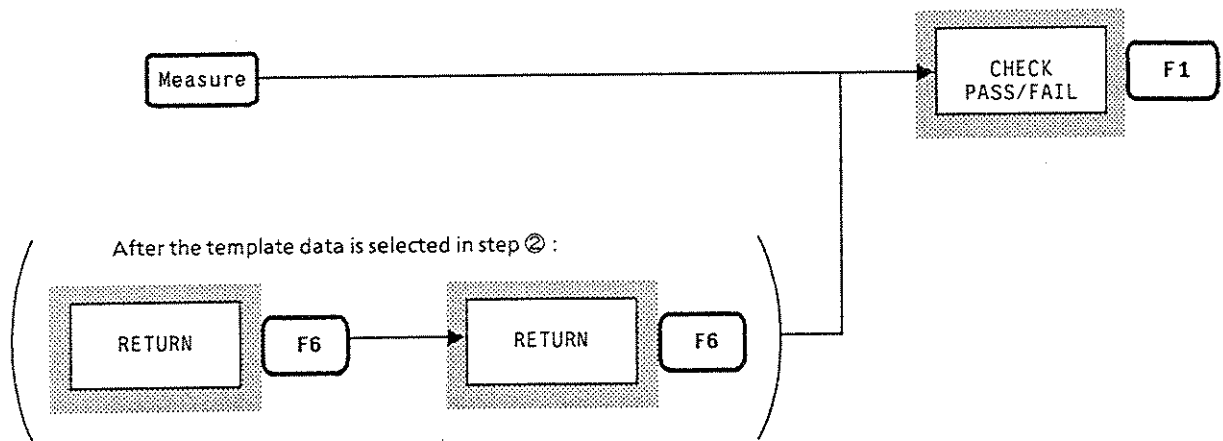 Measure
CHECK
PASS/FAIL
F1
After the template data is selected in step ② :
RETURN
F6
RETURN
F6